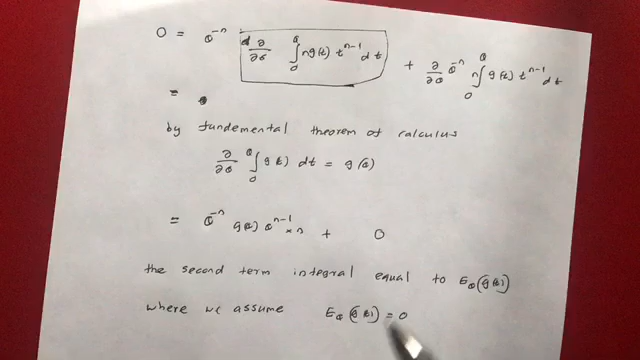 0 = θ^{-n} d ∂/∂θ ∫_0^θ n g(t) t^{n-1} dt + ∂/∂θ θ^{-n} n ∫_0^θ g(t) t^{n-1} dt
=
by fundemental theorem of calculus
∂/∂θ ∫_0^θ g(t) dt = g(θ)
= θ^{-n} g(θ) θ^{n-1} × n + 0
the second term integral equal to E_θ(g(t))
where we assume E_θ(g(t)) = 0